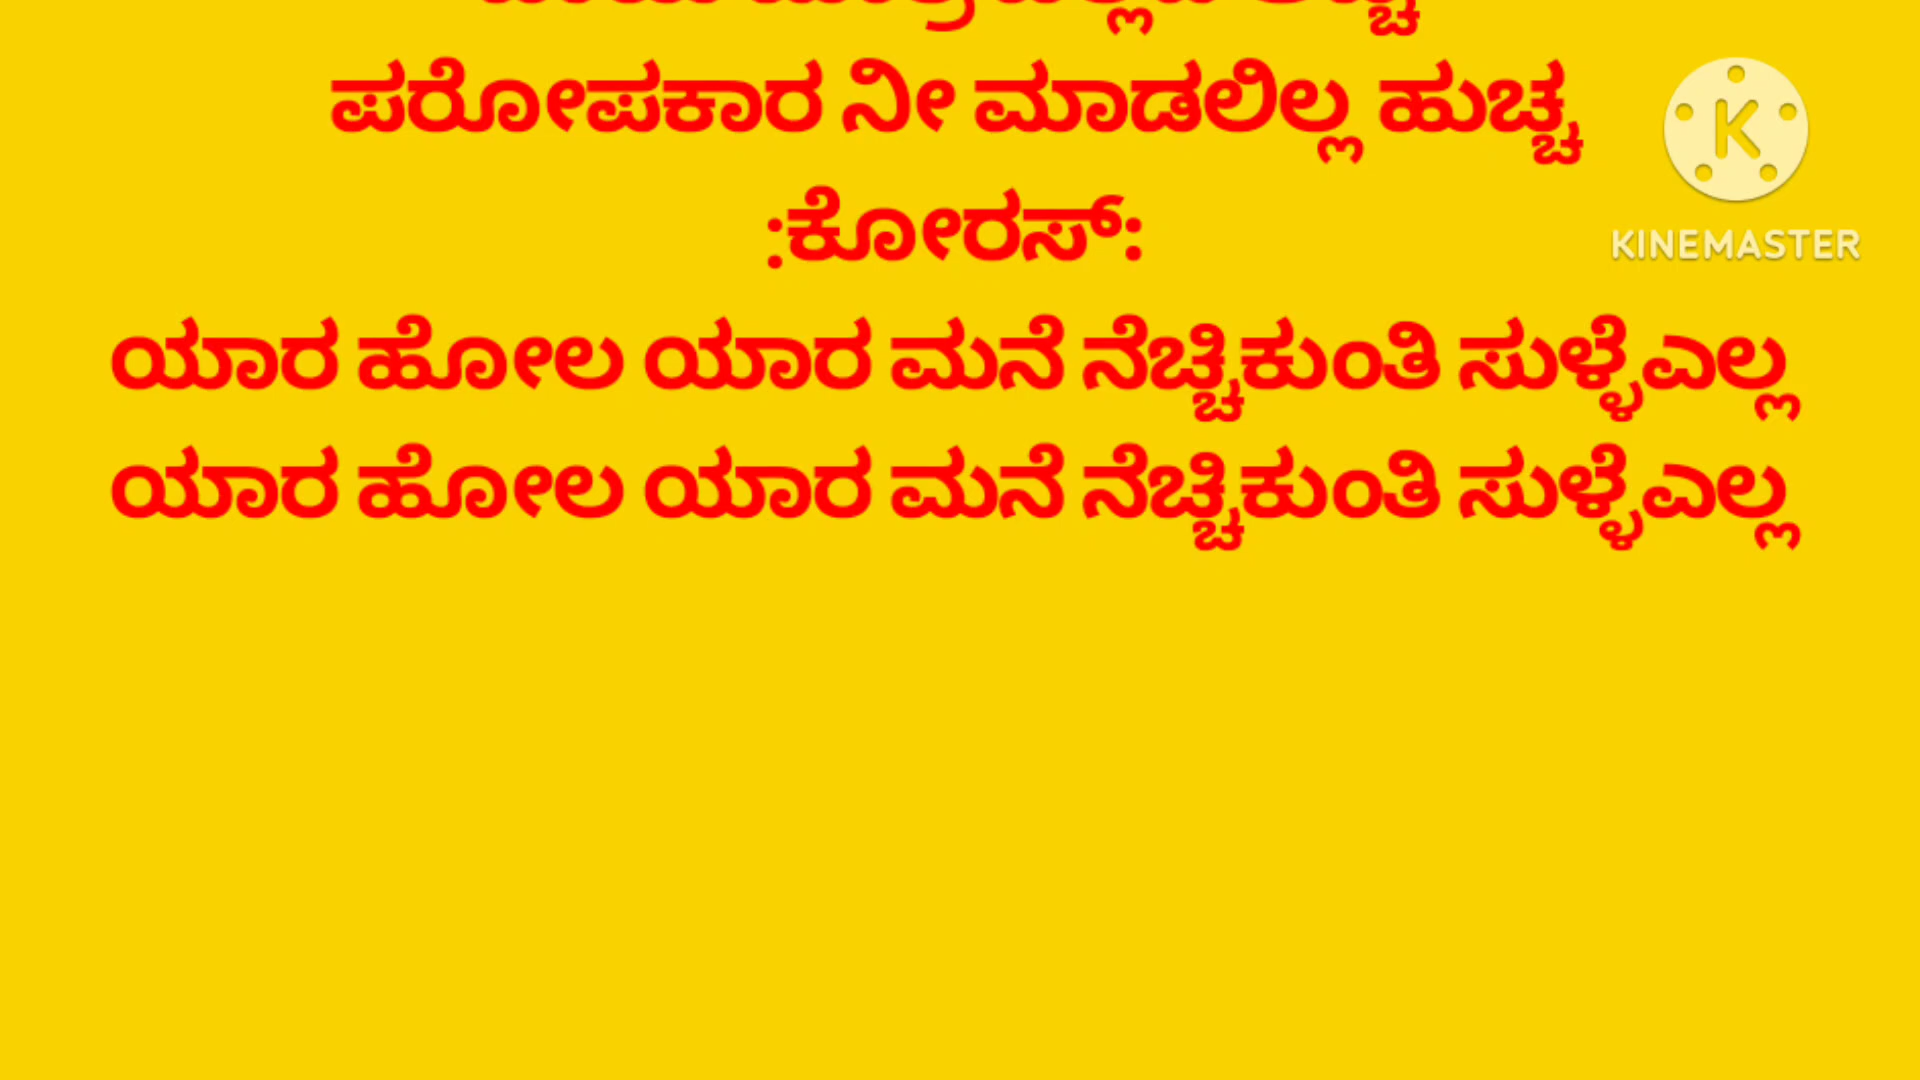 ಪರೋಪಕಾರ ನೀ ಮಾಡಲಿಲ್ಲ ಹುಚ್ಚ
:ಕೋರಸ್:
ಯಾರ ಹೋಲ ಯಾರ ಮನೆ ನೆಚ್ಚಿಕುಂತಿ ಸುಳ್ಳೆಎಲ್ಲ
ಯಾರ ಹೋಲ ಯಾರ ಮನೆ ನೆಚ್ಚಿಕುಂತಿ ಸುಳ್ಳೆಎಲ್ಲ
K
KINEMASTER